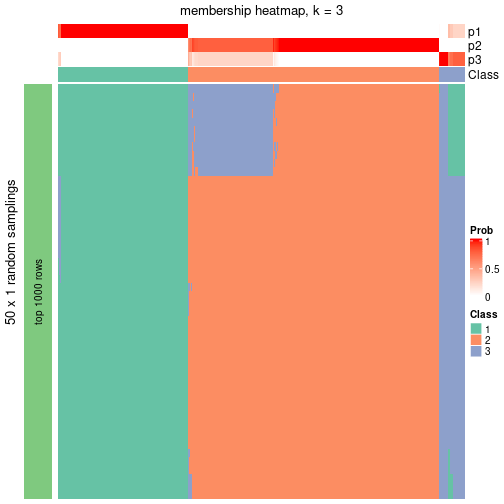 membership heatmap, k = 3
p1
p2
p3
Class
50 x 1 random samplings
top 1000 rows
Prob
1
0.5
0
Class
1
2
3